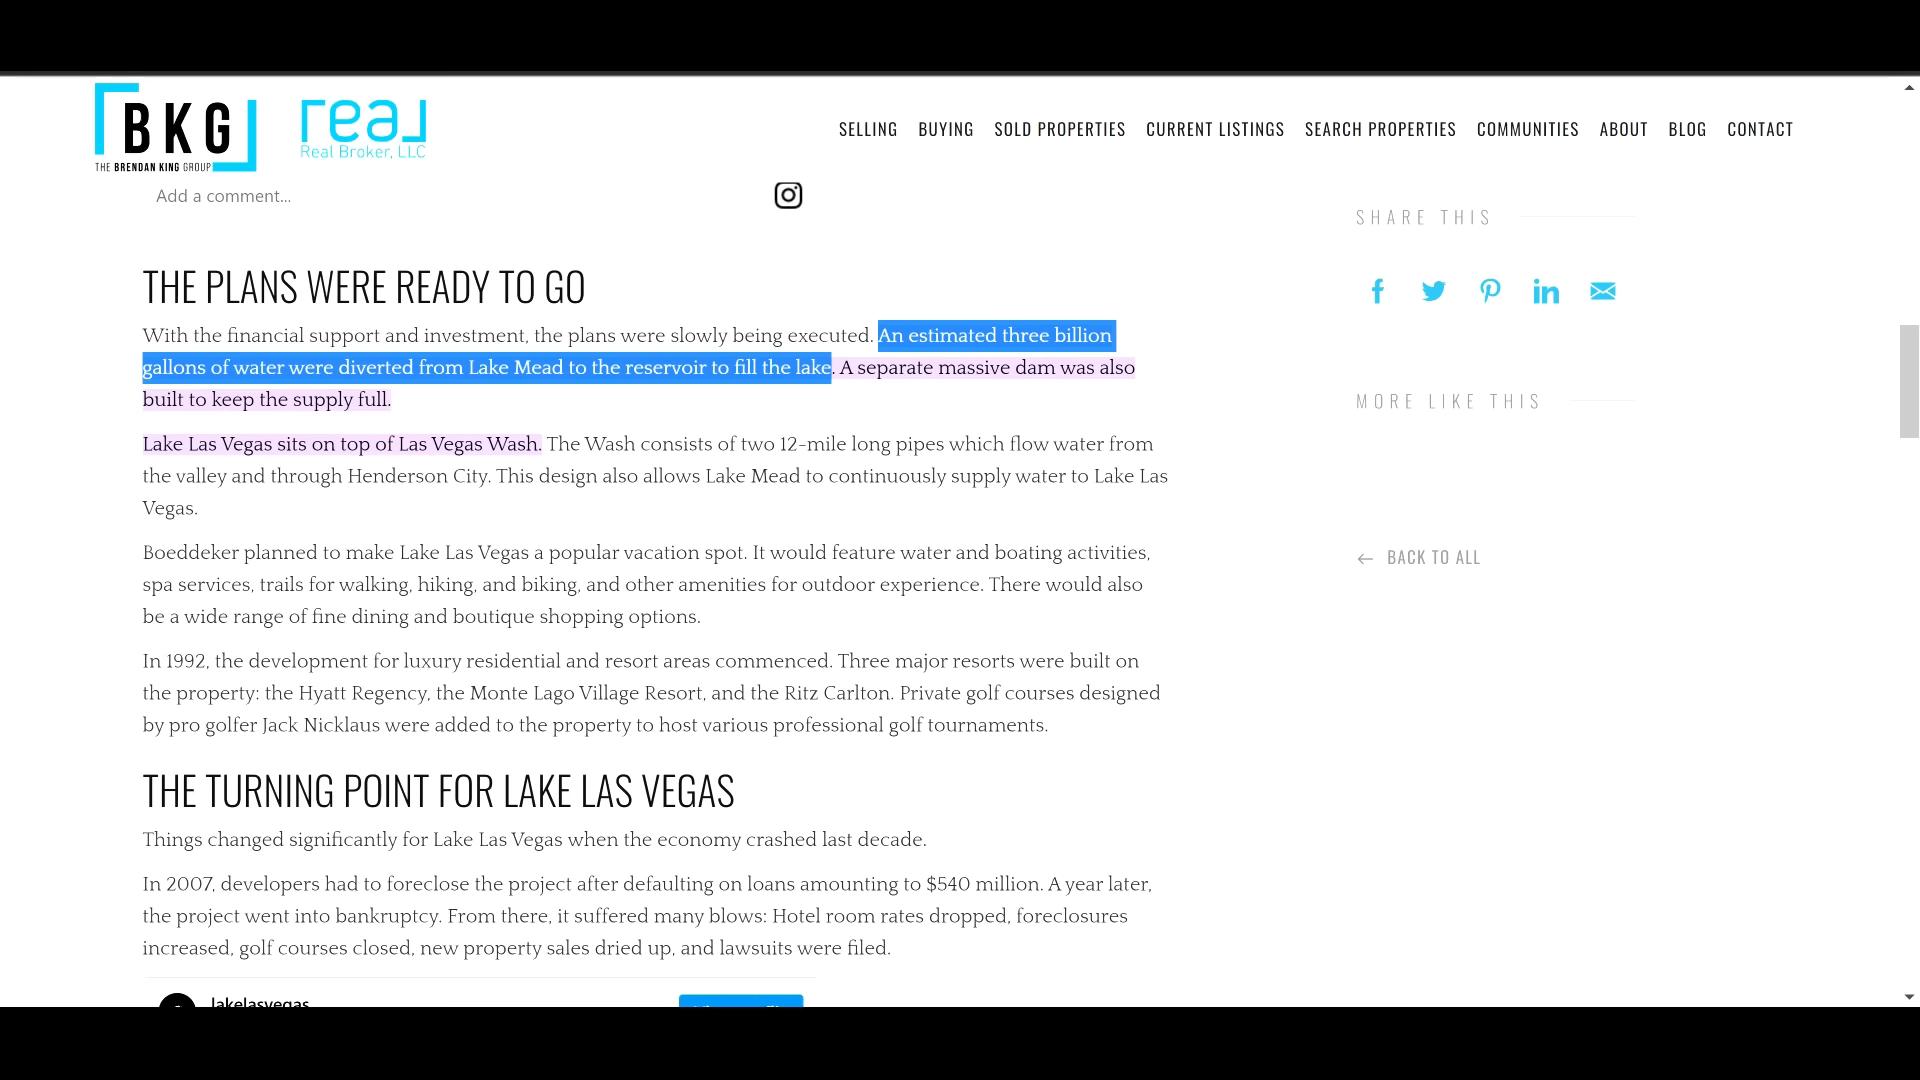 BKG
THE BRENDAN KING GROUP
real
Real Broker, LLC
SELLING BUYING SOLD PROPERTIES CURRENT LISTINGS SEARCH PROPERTIES COMMUNITIES ABOUT BLOG CONTACT
Add a comment...
THE PLANS WERE READY TO GO
With the financial support and investment, the plans were slowly being executed. An estimated three billion
gallons of water were diverted from Lake Mead to the reservoir to fill the lake. A separate massive dam was also
built to keep the supply full.
Lake Las Vegas sits on top of Las Vegas Wash. The Wash consists of two 12-mile long pipes which flow water from
the valley and through Henderson City. This design also allows Lake Mead to continuously supply water to Lake Las
Vegas.
Boeddeker planned to make Lake Las Vegas a popular vacation spot. It would feature water and boating activities,
spa services, trails for walking, hiking, and biking, and other amenities for outdoor experience. There would also
be a wide range of fine dining and boutique shopping options.
In 1992, the development for luxury residential and resort areas commenced. Three major resorts were built on
the property: the Hyatt Regency, the Monte Lago Village Resort, and the Ritz Carlton. Private golf courses designed
by pro golfer Jack Nicklaus were added to the property to host various professional golf tournaments.
THE TURNING POINT FOR LAKE LAS VEGAS
Things changed significantly for Lake Las Vegas when the economy crashed last decade.
In 2007, developers had to foreclose the project after defaulting on loans amounting to $540 million. A year later,
the project went into bankruptcy. From there, it suffered many blows: Hotel room rates dropped, foreclosures
increased, golf courses closed, new property sales dried up, and lawsuits were filed.
lakelasvegas
SHARE THIS
MORE LIKE THIS
BACK TO ALL